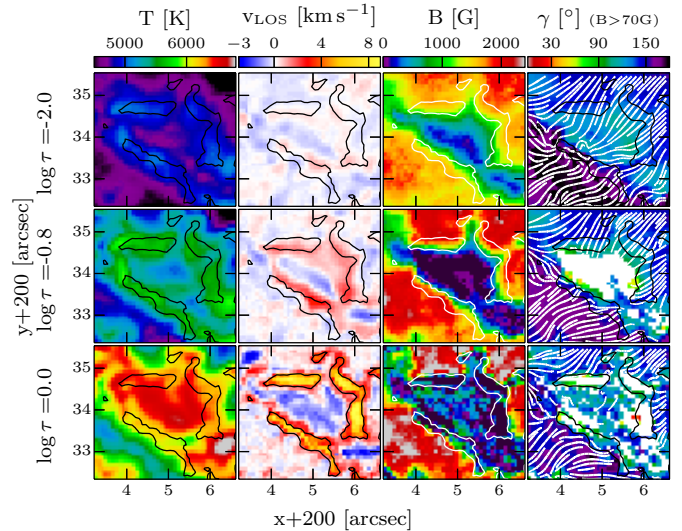 T [K] v_LOS [km s⁻¹] B [G] γ [°] (B>70G)
5000 6000 −3 0 4 8 0 1000 2000 30 90 150
35
34
33
log τ =-2.0
35
34
33
log τ =-0.8
y+200 [arcsec]
35
34
33
log τ =0.0
4 5 6 4 5 6 4 5 6 4 5 6
x+200 [arcsec]